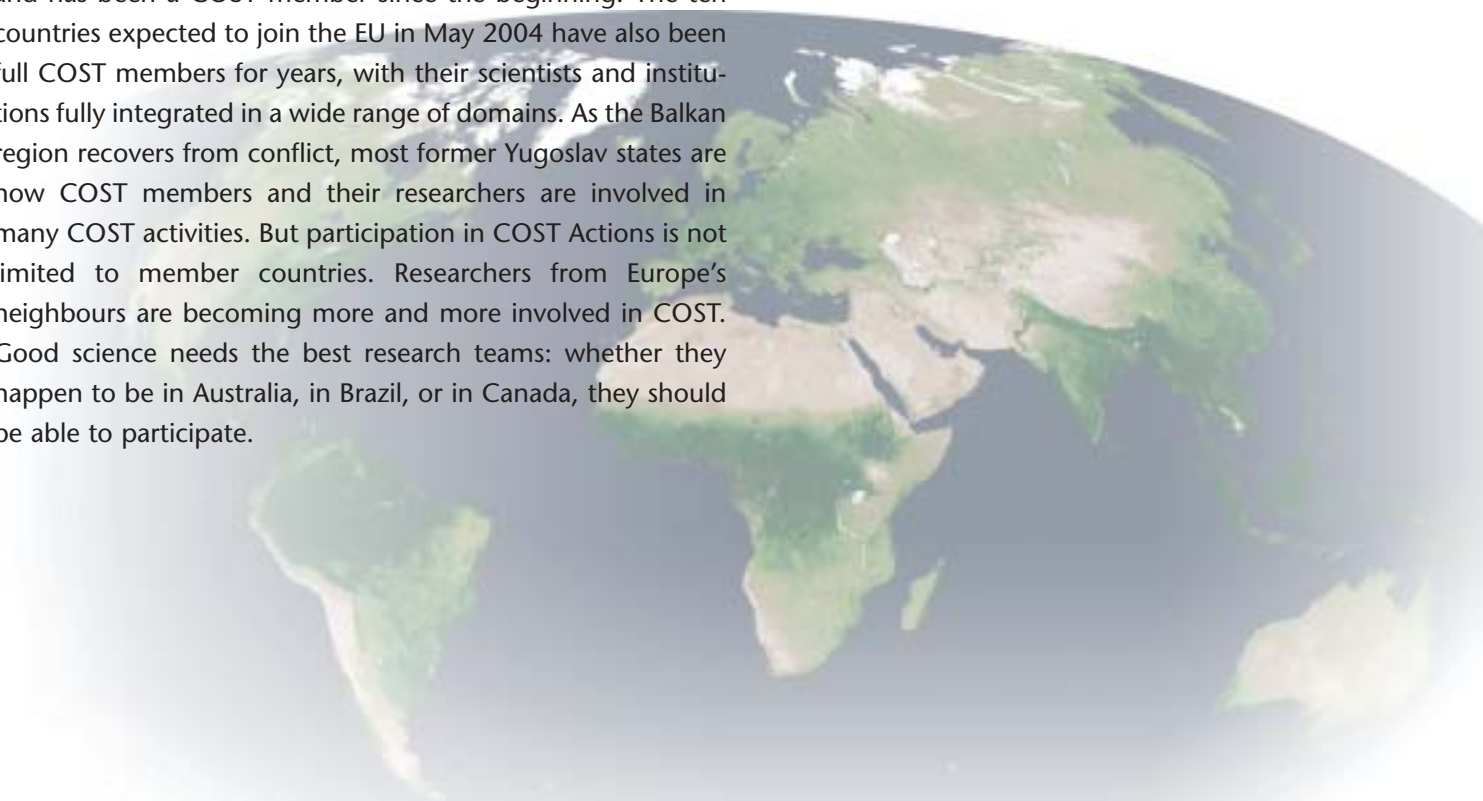 and has been a COST member since the beginning. The ten
countries expected to join the EU in May 2004 have also been
full COST members for years, with their scientists and institu-
tions fully integrated in a wide range of domains. As the Balkan
region recovers from conflict, most former Yugoslav states are
now COST members and their researchers are involved in
many COST activities. But participation in COST Actions is not
limited to member countries. Researchers from Europe's
neighbours are becoming more and more involved in COST.
Good science needs the best research teams: whether they
happen to be in Australia, in Brazil, or in Canada, they should
be able to participate.